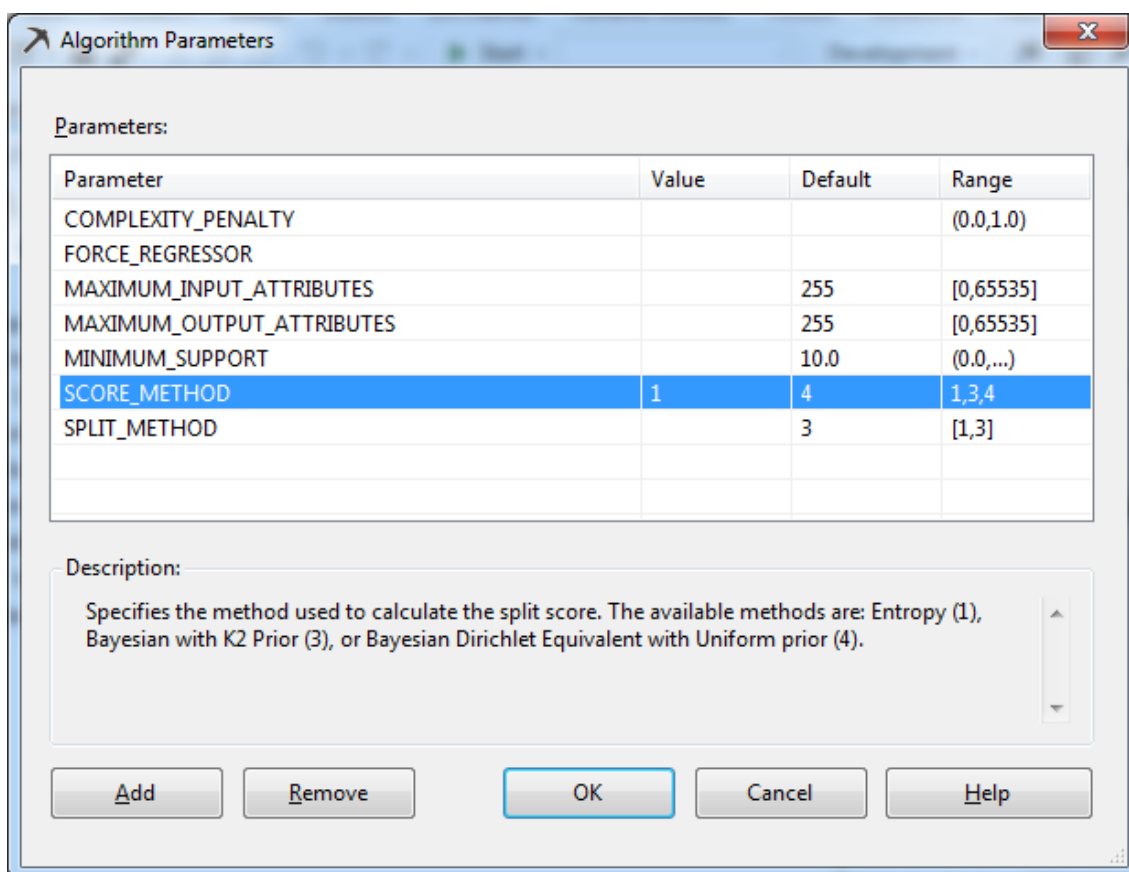 Algorithm Parameters
Parameters:
Parameter Value Default Range
COMPLEXITY_PENALTY (0.0,1.0)
FORCE_REGRESSOR
MAXIMUM_INPUT_ATTRIBUTES 255 [0,65535]
MAXIMUM_OUTPUT_ATTRIBUTES 255 [0,65535]
MINIMUM_SUPPORT 10.0 (0.0,...)
SCORE_METHOD 1 4 1,3,4
SPLIT_METHOD 3 [1,3]
Description:
Specifies the method used to calculate the split score. The available methods are: Entropy (1),
Bayesian with K2 Prior (3), or Bayesian Dirichlet Equivalent with Uniform prior (4).
Add Remove OK Cancel Help